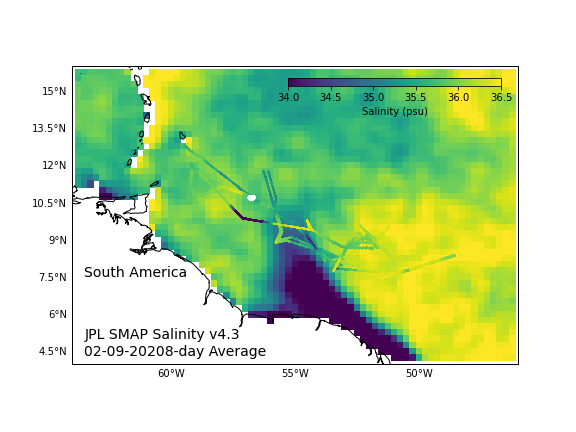 15°N
34.0 34.5 35.0 35.5 36.0 36.5
Salinity (psu)
13.5°N
12°N
10.5°N
9°N
South America
7.5°N
6°N
JPL SMAP Salinity v4.3
02-09-20208-day Average
4.5°N
60°W 55°W 50°W